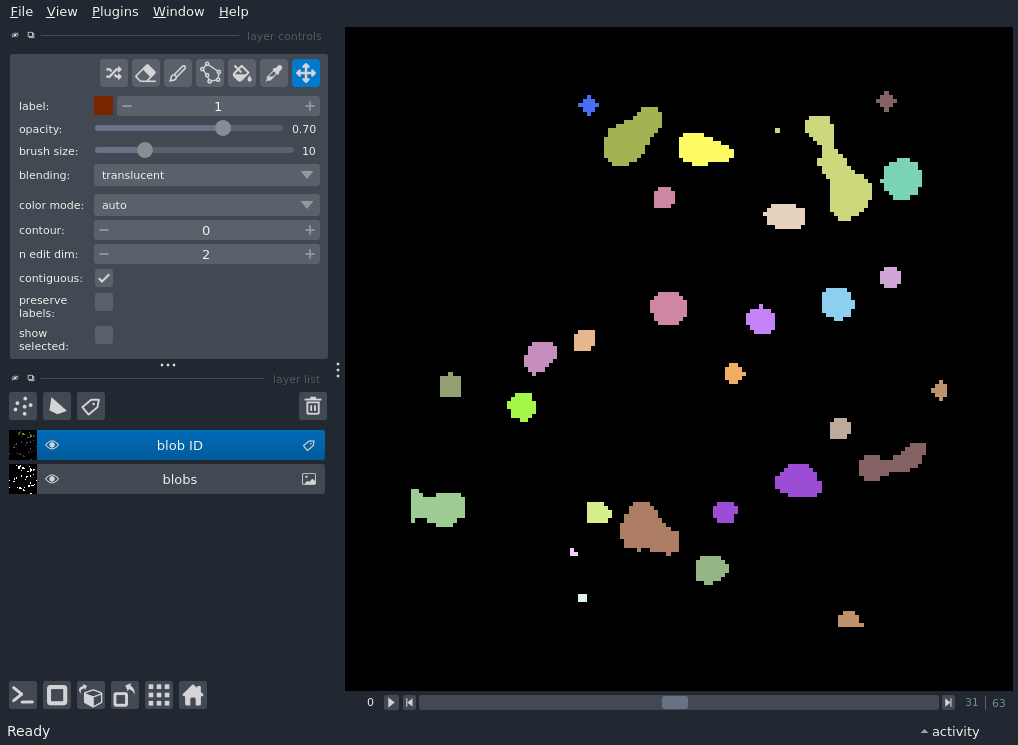 File View Plugins Window Help
layer controls
label: 1
opacity: 0.70
brush size: 10
blending: translucent
color mode: auto
contour: 0
n edit dim: 2
contiguous:
preserve
labels:
show
selected:
layer list
blob ID
blobs
0 31 | 63
Ready activity